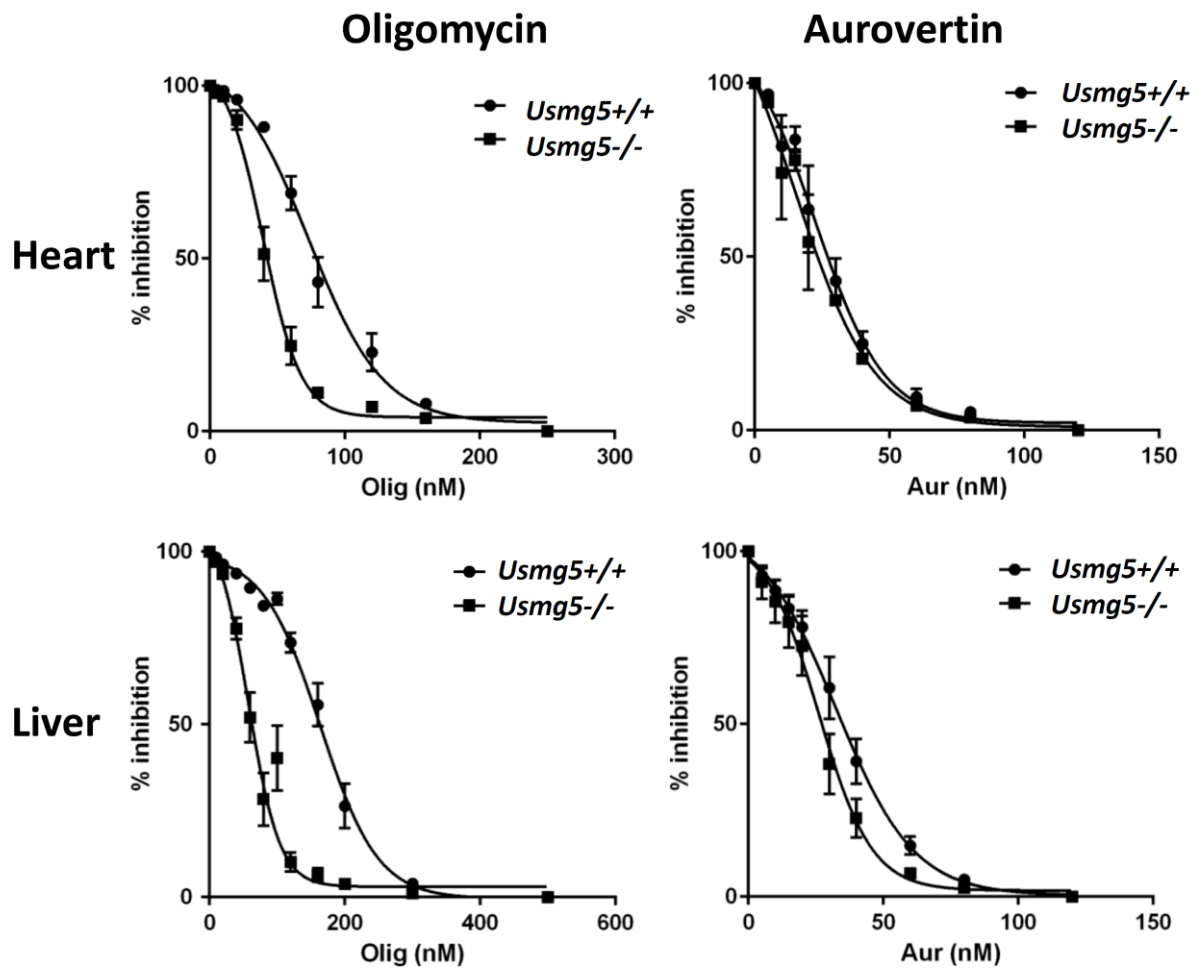 Oligomycin
Aurovertin
Heart
% inhibition
100
50
0
Usmg5+/+
Usmg5-/-
0 100 200 300
Olig (nM)
% inhibition
100
50
0
Usmg5+/+
Usmg5-/-
0 50 100 150
Aur (nM)
Liver
% inhibition
100
50
0
Usmg5+/+
Usmg5-/-
0 200 400 600
Olig (nM)
% inhibition
100
50
0
Usmg5+/+
Usmg5-/-
0 50 100 150
Aur (nM)